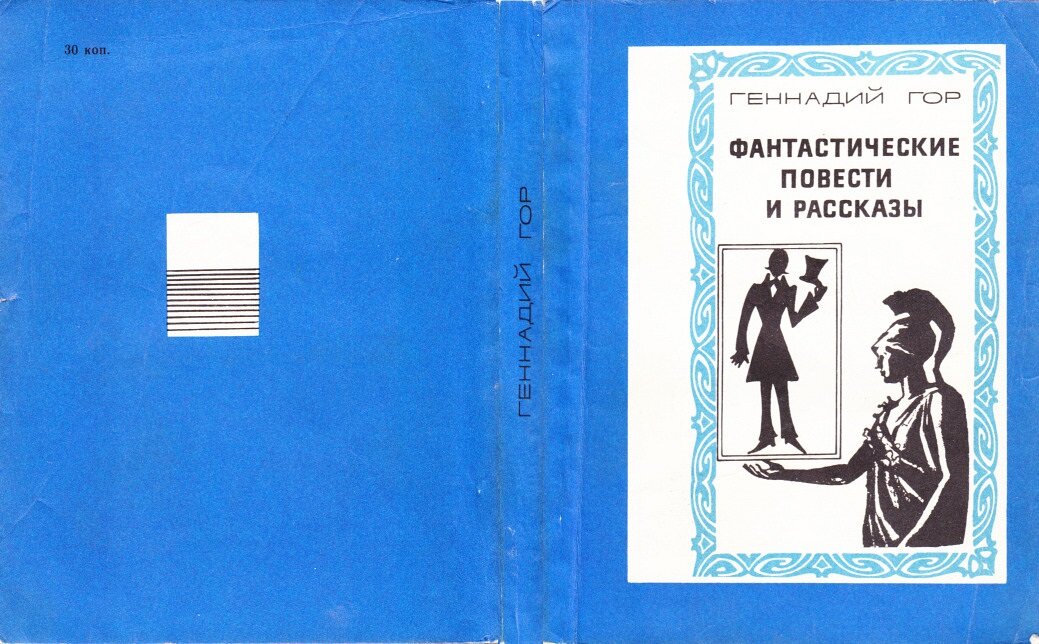 30 коп.
ГЕННАДИЙ ГОР
ГЕННАДИЙ ГОР
ФАНТАСТИЧЕСКИЕ
ПОВЕСТИ
И РАССКАЗЫ